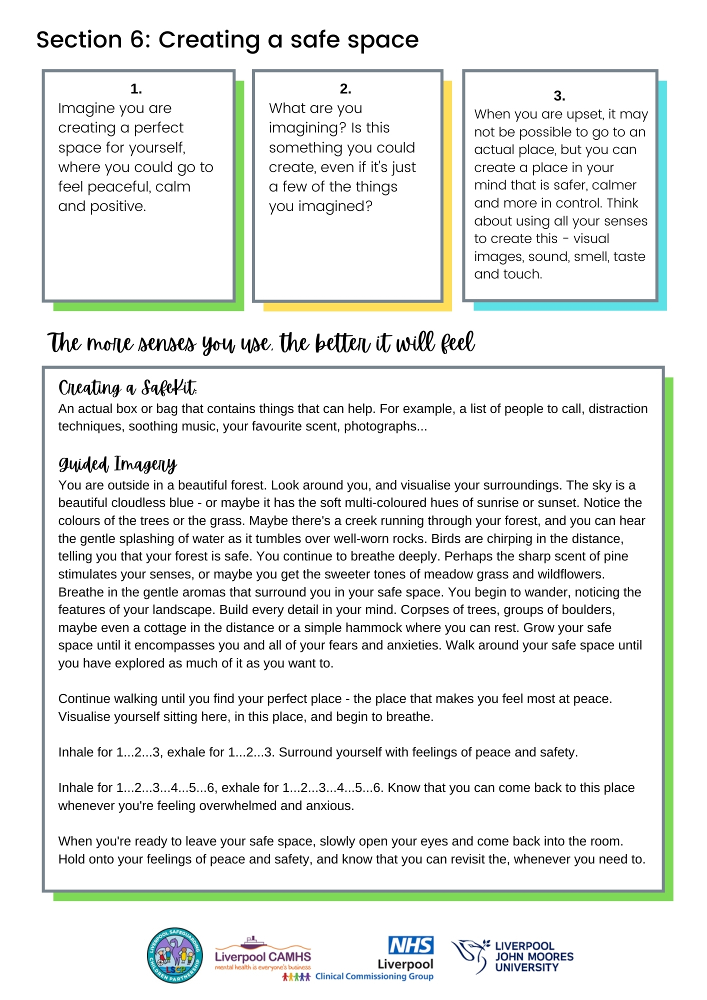 Section 6: Creating a safe space
1.
Imagine you are
creating a perfect
space for yourself,
where you could go to
feel peaceful, calm
and positive.
2.
What are you
imagining? Is this
something you could
create, even if it's just
a few of the things
you imagined?
3.
When you are upset, it may
not be possible to go to an
actual place, but you can
create a place in your
mind that is safer, calmer
and more in control. Think
about using all your senses
to create this - visual
images, sound, smell, taste
and touch.
The more senses you use, the better it will feel
Creating a SafeKit:
An actual box or bag that contains things that can help. For example, a list of people to call, distraction
techniques, soothing music, your favourite scent, photographs...
Guided Imagery
You are outside in a beautiful forest. Look around you, and visualise your surroundings. The sky is a
beautiful cloudless blue - or maybe it has the soft multi-coloured hues of sunrise or sunset. Notice the
colours of the trees or the grass. Maybe there's a creek running through your forest, and you can hear
the gentle splashing of water as it tumbles over well-worn rocks. Birds are chirping in the distance,
telling you that your forest is safe. You continue to breathe deeply. Perhaps the sharp scent of pine
stimulates your senses, or maybe you get the sweeter tones of meadow grass and wildflowers.
Breathe in the gentle aromas that surround you in your safe space. You begin to wander, noticing the
features of your landscape. Build every detail in your mind. Corpses of trees, groups of boulders,
maybe even a cottage in the distance or a simple hammock where you can rest. Grow your safe
space until it encompasses you and all of your fears and anxieties. Walk around your safe space until
you have explored as much of it as you want to.
Continue walking until you find your perfect place - the place that makes you feel most at peace.
Visualise yourself sitting here, in this place, and begin to breathe.
Inhale for 1...2...3, exhale for 1...2...3. Surround yourself with feelings of peace and safety.
Inhale for 1...2...3...4...5...6, exhale for 1...2...3...4...5...6. Know that you can come back to this place
whenever you're feeling overwhelmed and anxious.
When you're ready to leave your safe space, slowly open your eyes and come back into the room.
Hold onto your feelings of peace and safety, and know that you can revisit the, whenever you need to.
LIVERPOOL SAFEGUARDING
CHILDREN PARTNERSHIP
LSCP
Liverpool CAMHS
mental health is everyone's business
NHS
Liverpool
Clinical Commissioning Group
LIVERPOOL
JOHN MOORES
UNIVERSITY